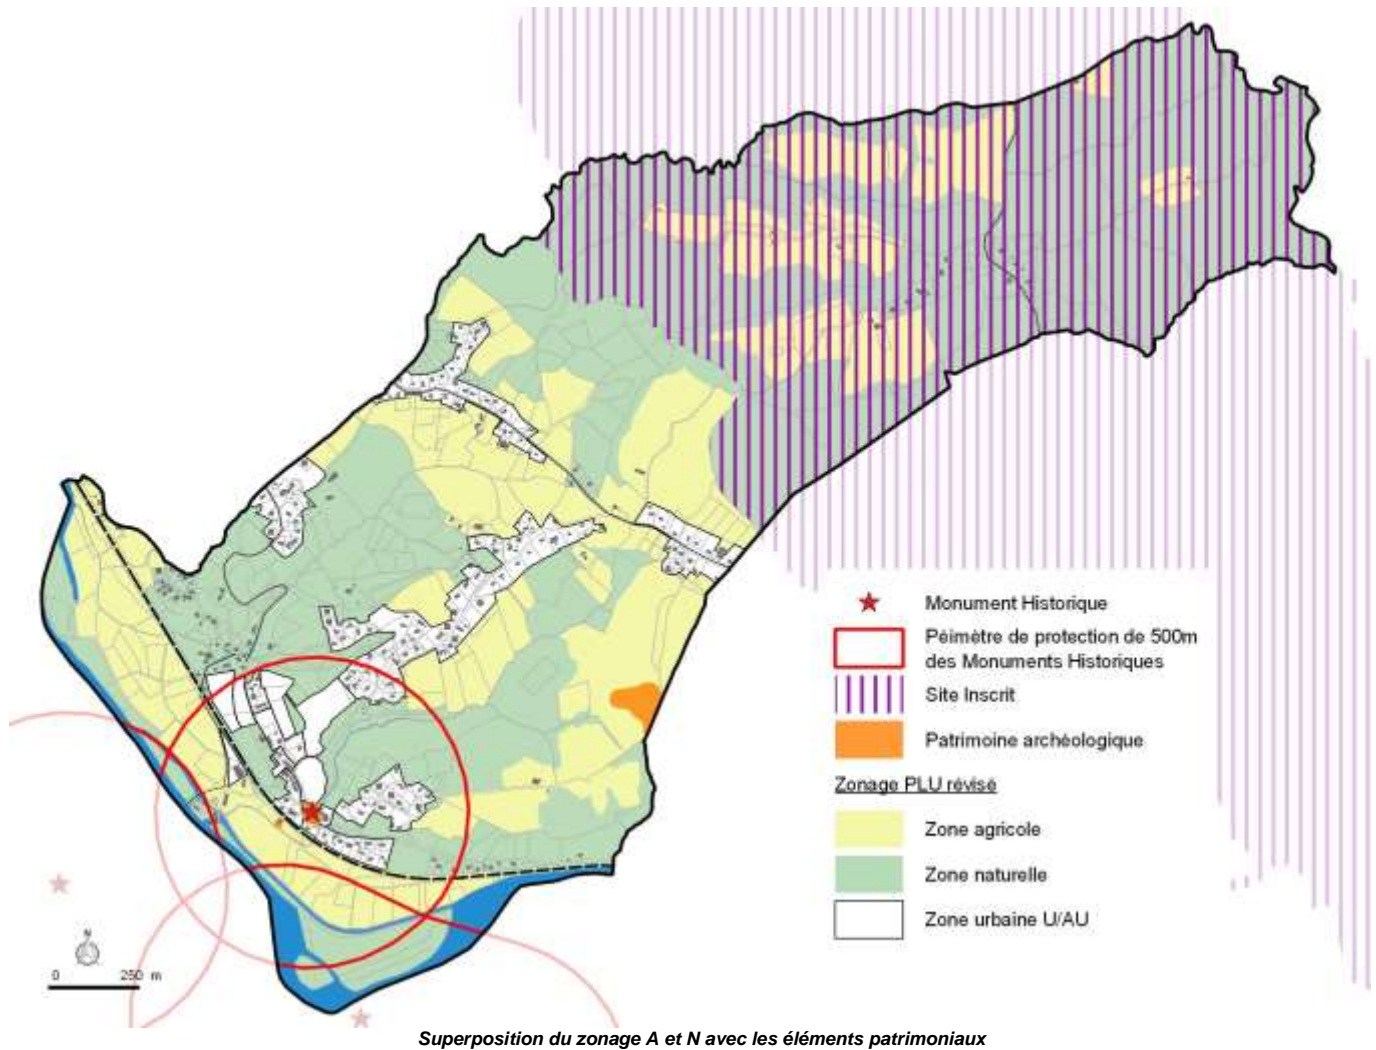 Monument Historique
Péimètre de protection de 500m
des Monuments Historiques
Site Inscrit
Patrimoine archéologique
Zonage PLU révisé
Zone agricole
Zone naturelle
Zone urbaine U/AU
N
0 250 m
Superposition du zonage A et N avec les éléments patrimoniaux